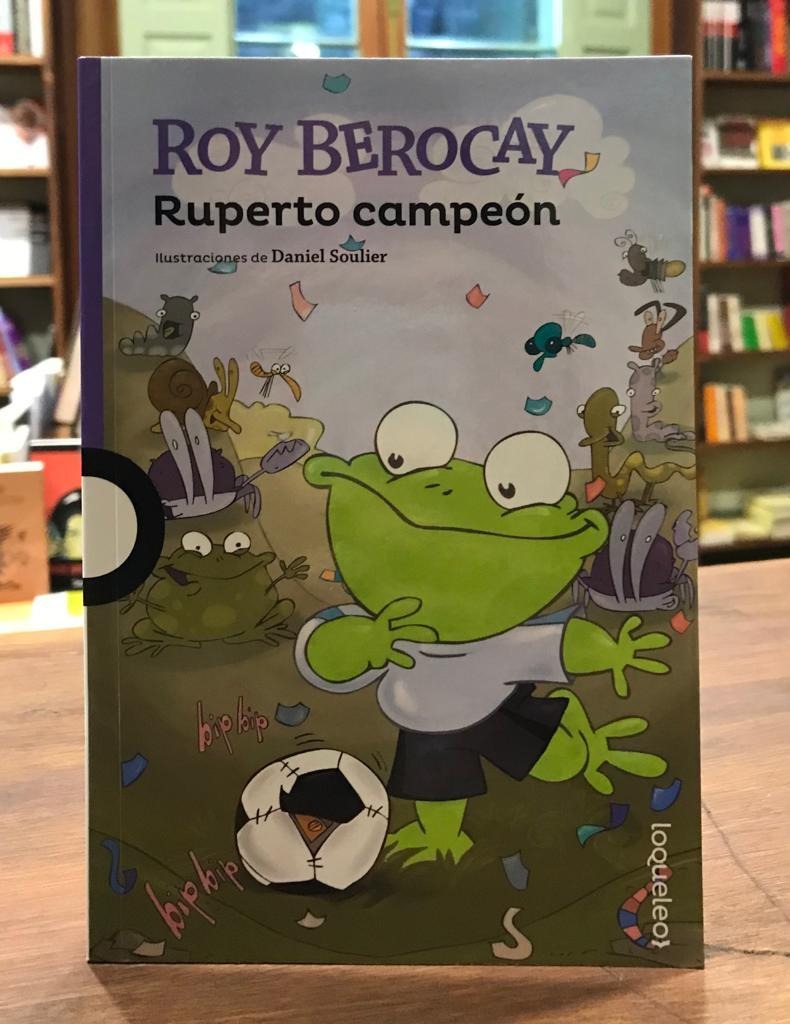 ROY BEROCAY
Ruperto campeón
Ilustraciones de Daniel Soulier
bip bip
bip bip
loqueleo}